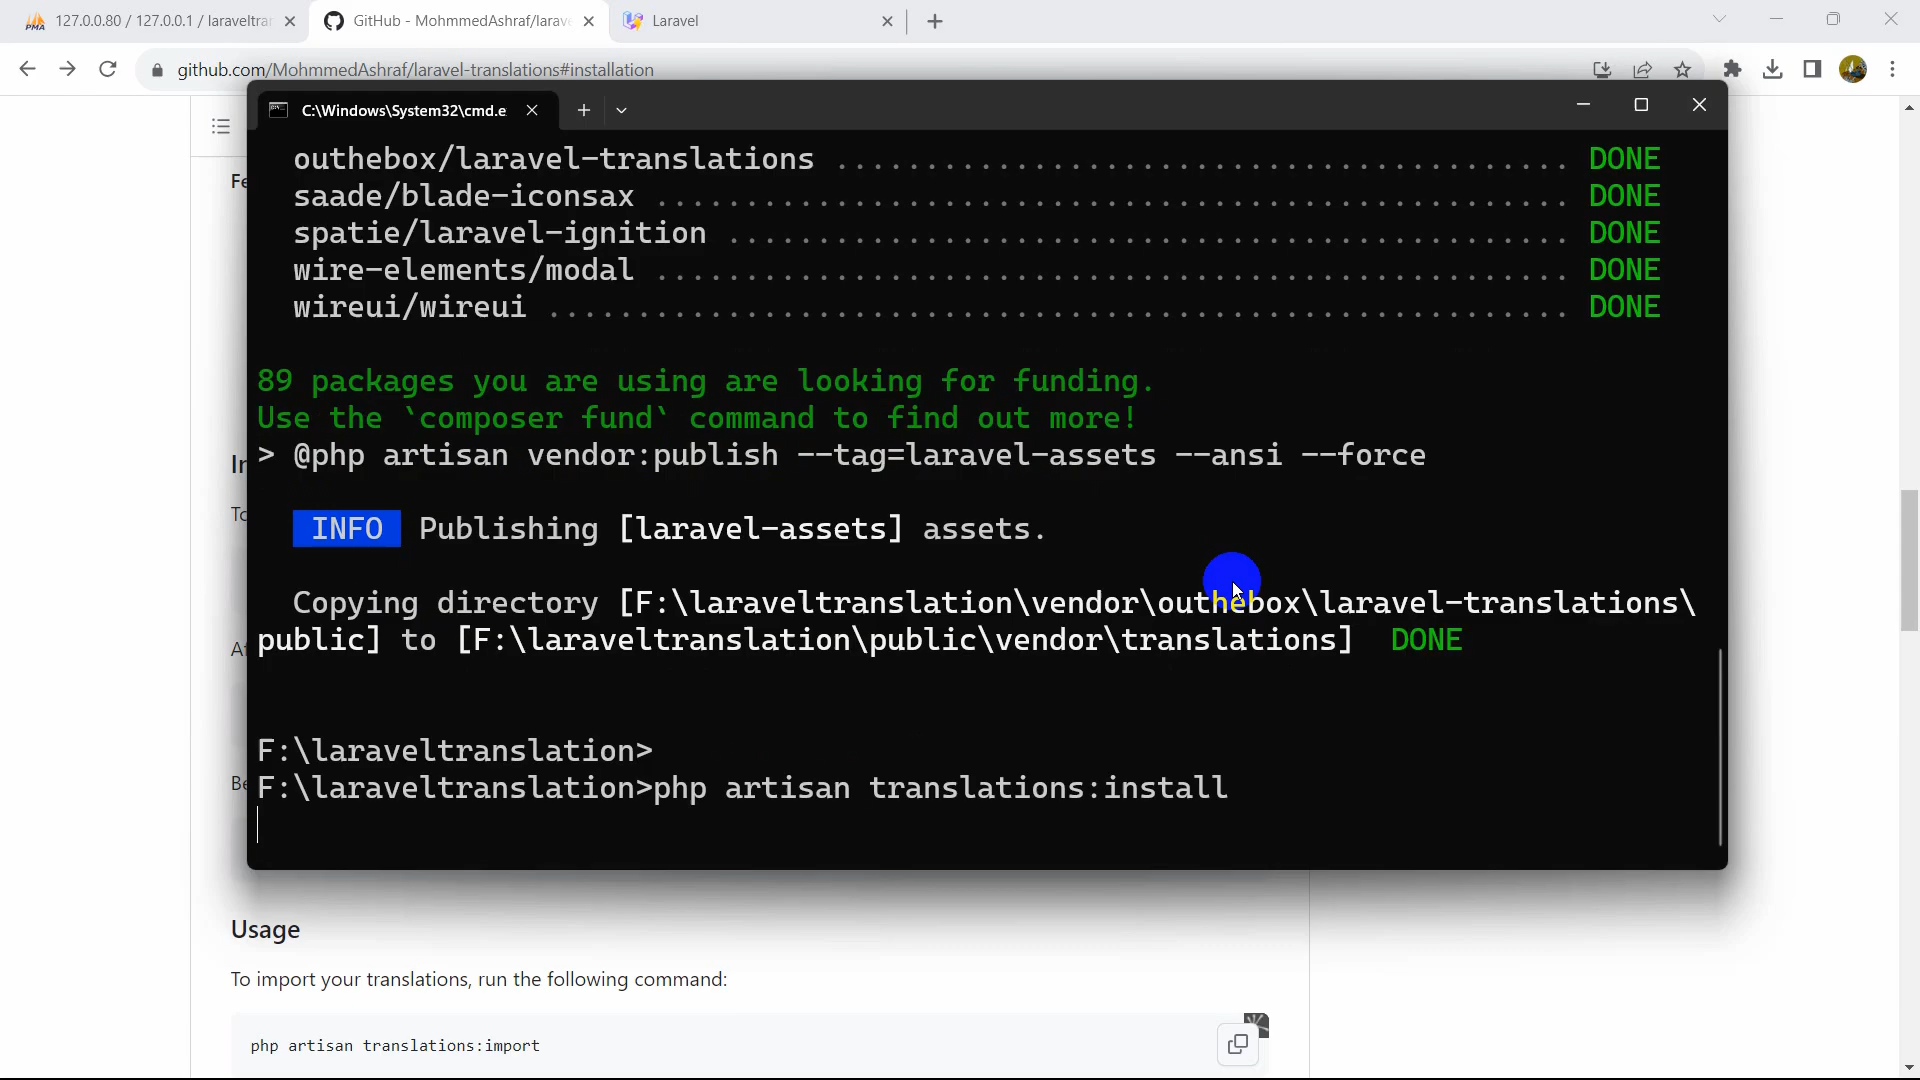 127.0.0.80 / 127.0.0.1 / laraveltran
GitHub - MohmmedAshraf/larave
Laravel
github.com/MohmmedAshraf/laravel-translations#installation
C:\Windows\System32\cmd.e
outhebox/laravel-translations ........................................ DONE
saade/blade-iconsax .................................................. DONE
spatie/laravel-ignition .............................................. DONE
wire-elements/modal .................................................. DONE
wireui/wireui ........................................................ DONE
89 packages you are using are looking for funding.
Use the `composer fund` command to find out more!
> @php artisan vendor:publish --tag=laravel-assets --ansi --force
INFO Publishing [laravel-assets] assets.
Copying directory [F:\laraveltranslation\vendor\outhebox\laravel-translations\
public] to [F:\laraveltranslation\public\vendor\translations] DONE
F:\laraveltranslation>
F:\laraveltranslation>php artisan translations:install
Usage
To import your translations, run the following command:
php artisan translations:import